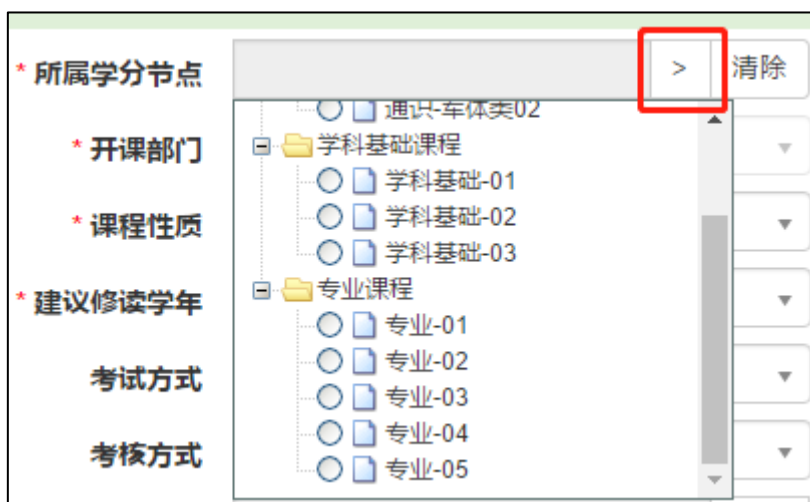 * 所属学分节点 > 清除
通识-军体类02
* 开课部门
学科基础课程
学科基础-01
* 课程性质
学科基础-02
学科基础-03
* 建议修读学年
专业课程
专业-01
考试方式
专业-02
专业-03
考核方式
专业-04
专业-05